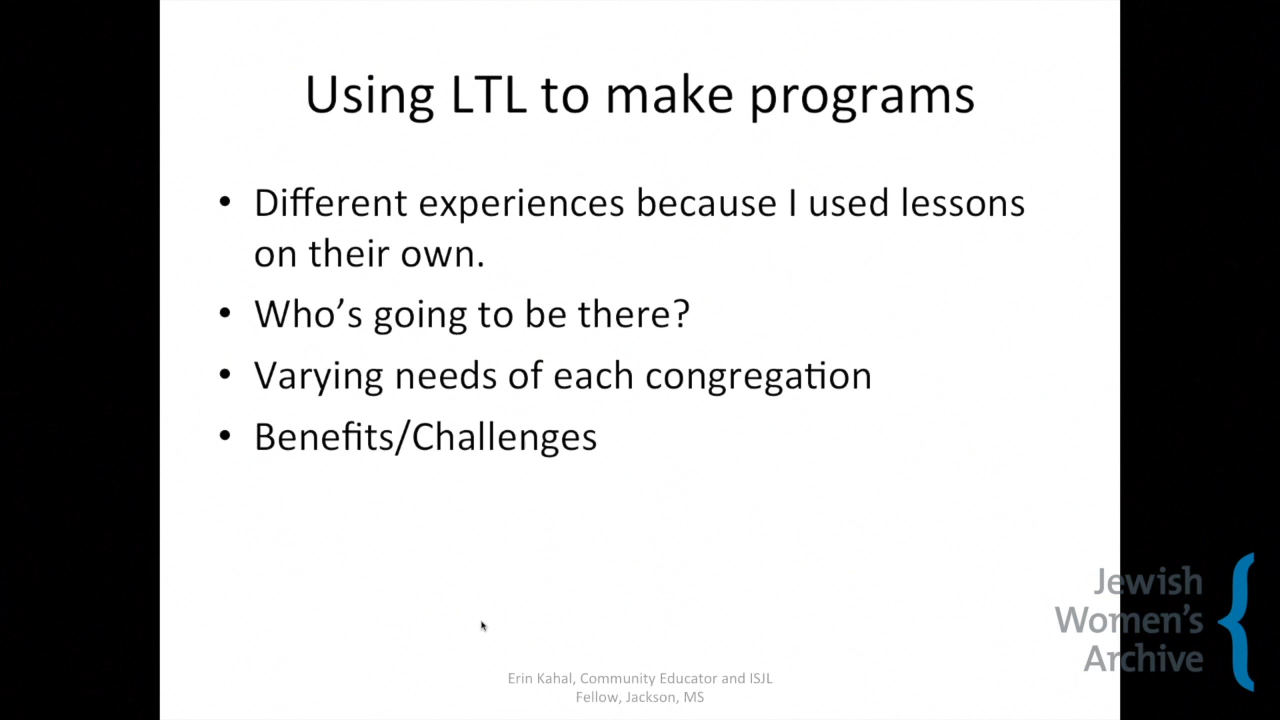 Using LTL to make programs
• Different experiences because I used lessons
on their own.
• Who’s going to be there?
• Varying needs of each congregation
• Benefits/Challenges
Jewish
Women's
Archive
Erin Kahal, Community Educator and ISJL
Fellow, Jackson, MS